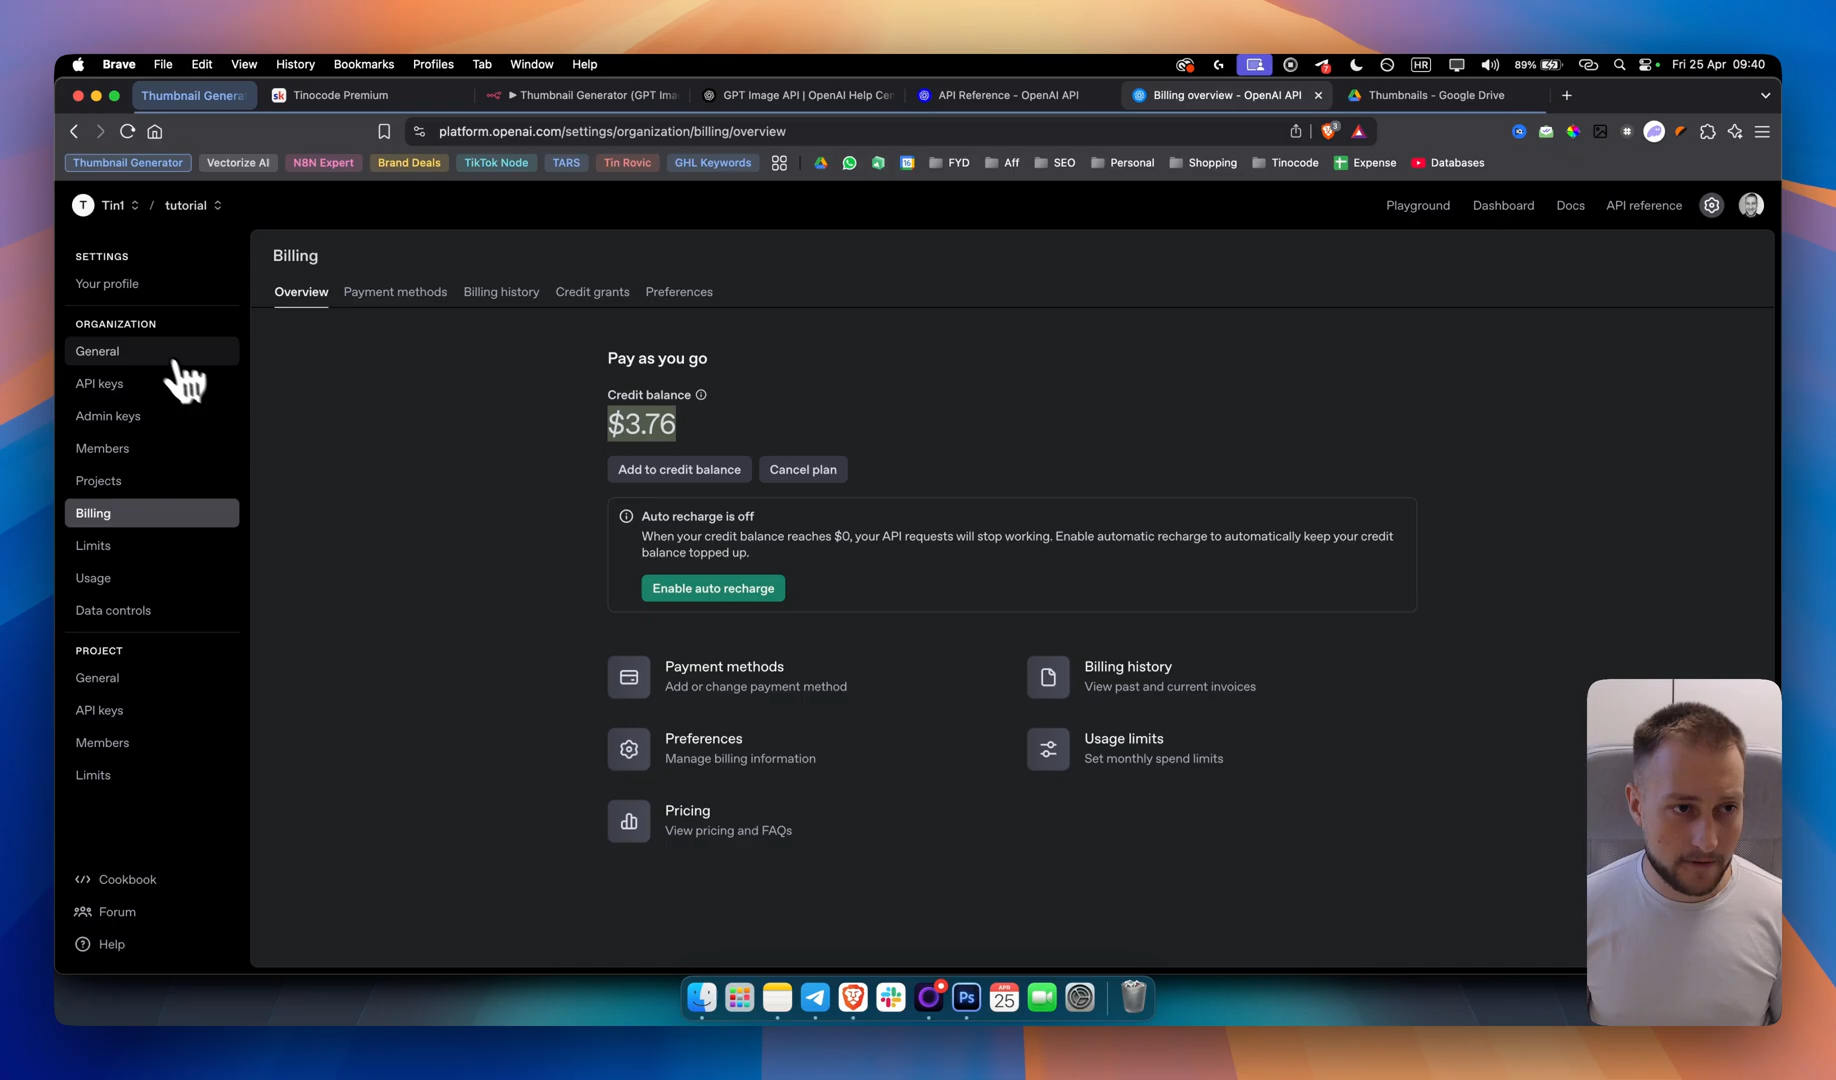 Brave File Edit View History Bookmarks Profiles Tab Window Help
7 HR 89% Fri 25 Apr 09:40
Thumbnail Genera
sk Tinocode Premium
Thumbnail Generator (GPT Ima
GPT Image API | OpenAI Help Cen
API Reference - OpenAI API
Billing overview - OpenAI API
Thumbnails - Google Drive
platform.openai.com/settings/organization/billing/overview
3
Thumbnail Generator Vectorize AI N8N Expert Brand Deals TikTok Node TARS Tin Rovic GHL Keywords 16 FYD Aff SEO Personal Shopping Tinocode Expense Databases
T Tin1 / tutorial
Playground Dashboard Docs API reference
SETTINGS
Your profile
ORGANIZATION
General
API keys
Admin keys
Members
Projects
Billing
Limits
Usage
Data controls
PROJECT
General
API keys
Members
Limits
Cookbook
Forum
Help
Billing
Overview Payment methods Billing history Credit grants Preferences
Pay as you go
Credit balance
$3.76
Add to credit balance Cancel plan
Auto recharge is off
When your credit balance reaches $0, your API requests will stop working. Enable automatic recharge to automatically keep your credit
balance topped up.
Enable auto recharge
Payment methods
Add or change payment method
Billing history
View past and current invoices
Preferences
Manage billing information
Usage limits
Set monthly spend limits
Pricing
View pricing and FAQs
Ps
APR
25